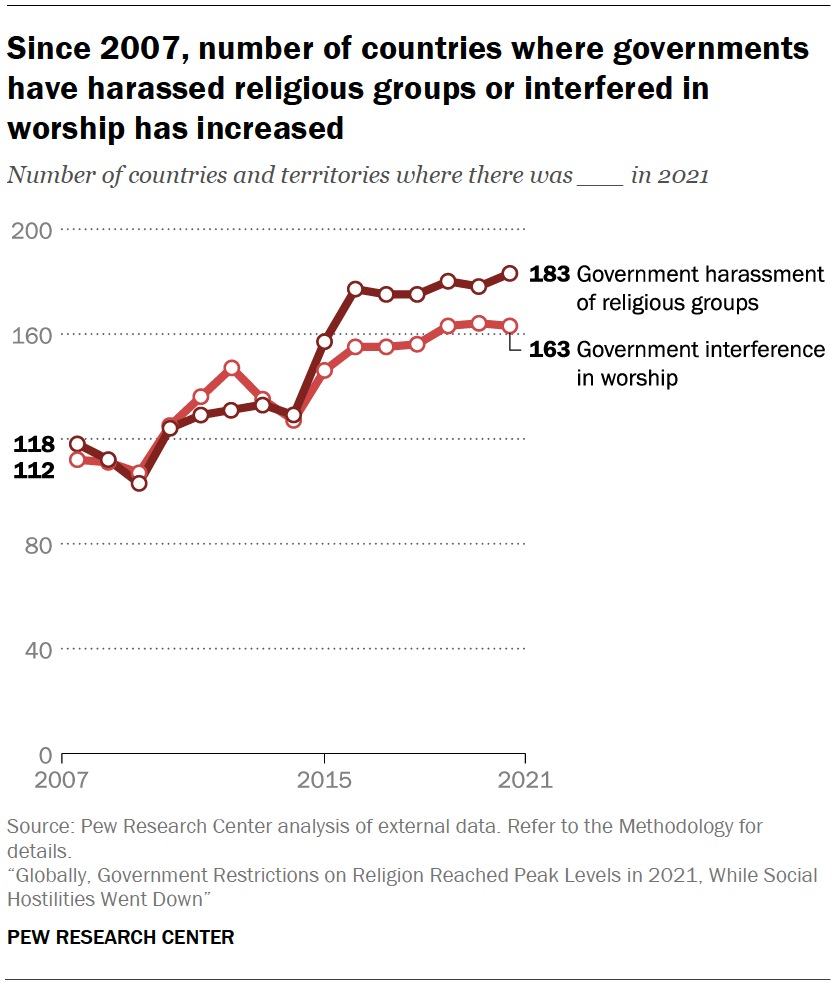 Since 2007, number of countries where governments
have harassed religious groups or interfered in
worship has increased
Number of countries and territories where there was ____ in 2021
200
183 Government harassment
of religious groups
160
163 Government interference
in worship
118
112
80
40
0
2007 2015 2021
Source: Pew Research Center analysis of external data. Refer to the Methodology for
details.
“Globally, Government Restrictions on Religion Reached Peak Levels in 2021, While Social
Hostilities Went Down”
PEW RESEARCH CENTER